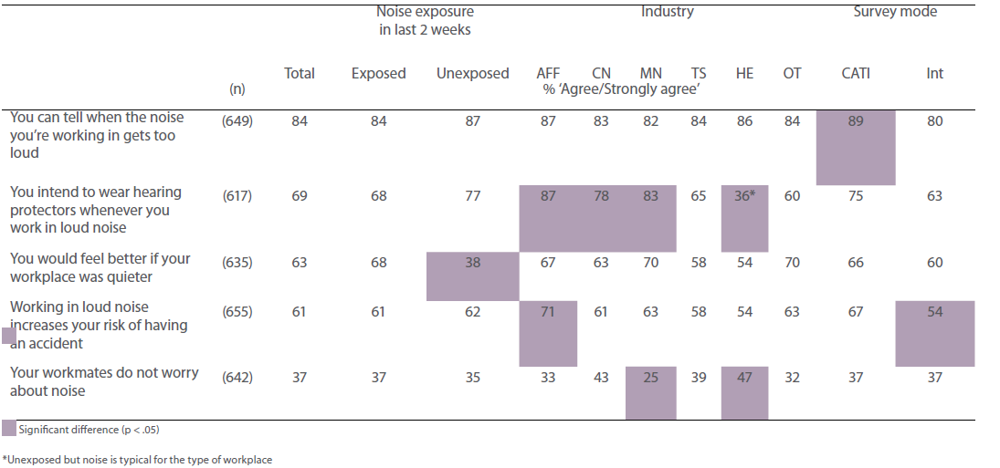 Noise exposure Industry Survey mode
in last 2 weeks
Total Exposed Unexposed AFF CN MN TS HE OT CATI Int
(n) % ‘Agree/Strongly agree’
You can tell when the noise (649) 84 84 87 87 83 82 84 86 84 89 80
you’re working in gets too
loud
You intend to wear hearing (617) 69 68 77 87 78 83 65 36* 60 75 63
protectors whenever you
work in loud noise
You would feel better if your (635) 63 68 38 67 63 70 58 54 70 66 60
workplace was quieter
Working in loud noise (655) 61 61 62 71 61 63 58 54 63 67 54
increases your risk of having
an accident
Your workmates do not worry (642) 37 37 35 33 43 25 39 47 32 37 37
about noise
Significant difference (p < .05)
*Unexposed but noise is typical for the type of workplace